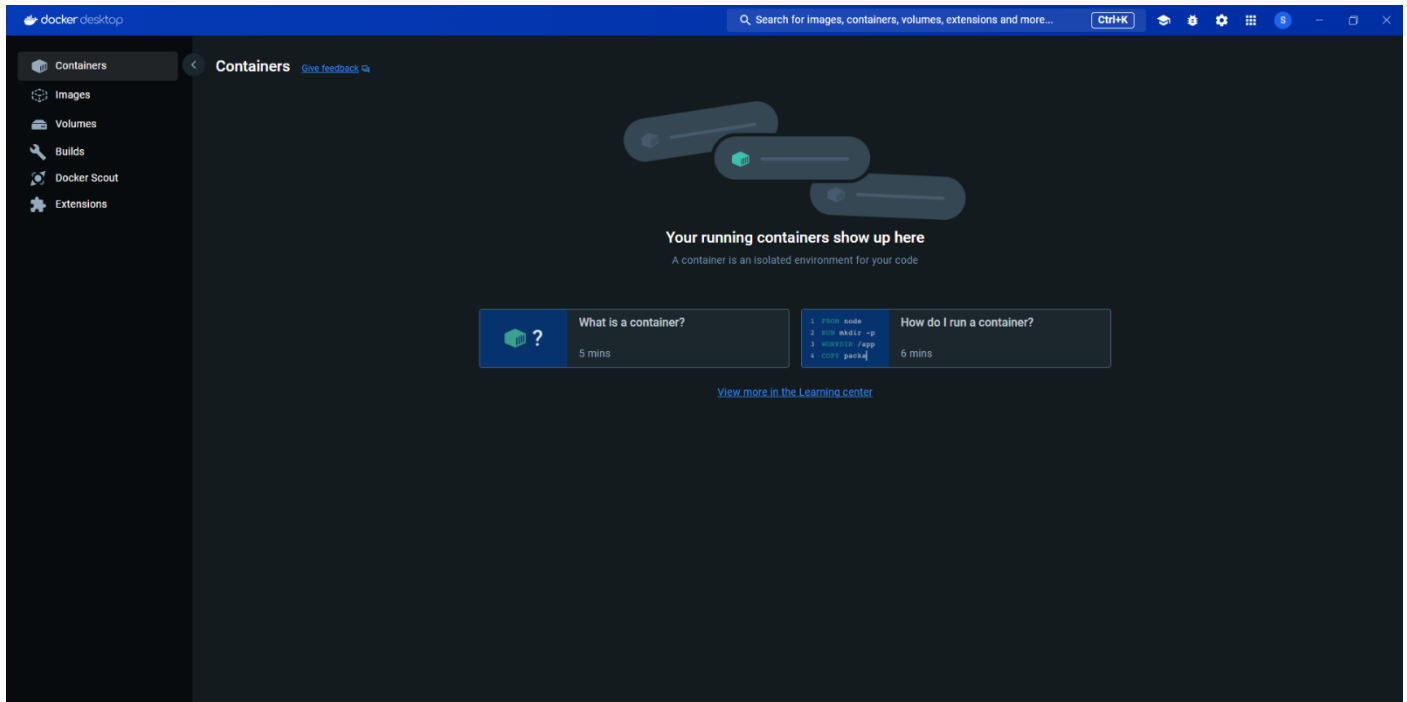 docker desktop
Search for images, containers, volumes, extensions and more...
Ctrl+K
S
Containers
Images
Volumes
Builds
Docker Scout
Extensions
Containers
Give feedback
Your running containers show up here
A container is an isolated environment for your code
?
What is a container?
5 mins
1 FROM node
2 RUN mkdir -p
3 WORKDIR /app
4 COPY packa
How do I run a container?
6 mins
View more in the Learning center